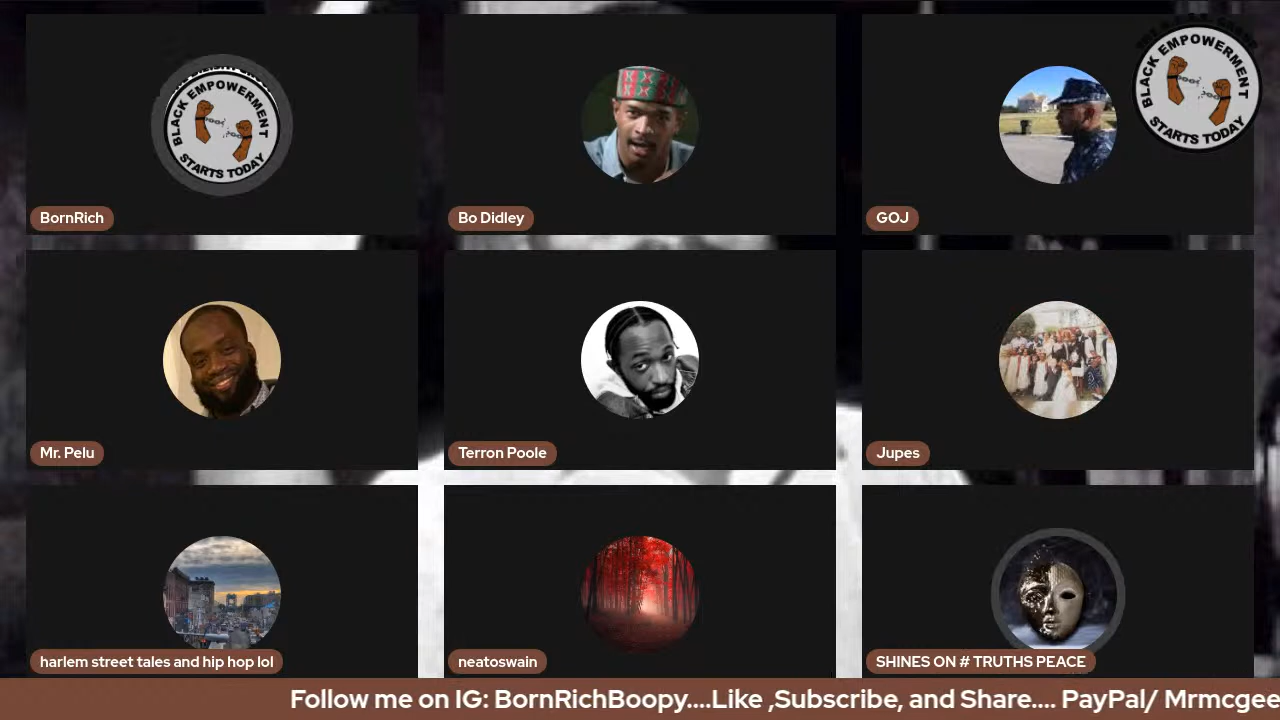 BLACK EMPOWERMENT
STARTS TODAY
BLACK EMPOWERMENT
STARTS TODAY
BornRich
Bo Didley
GOJ
Mr. Pelu
Terron Poole
Jupes
harlem street tales and hip hop lol
neatoswain
SHINES ON # TRUTHS PEACE
Follow me on IG: BornRichBoopy....Like ,Subscribe, and Share.... PayPal/ Mrmcgee